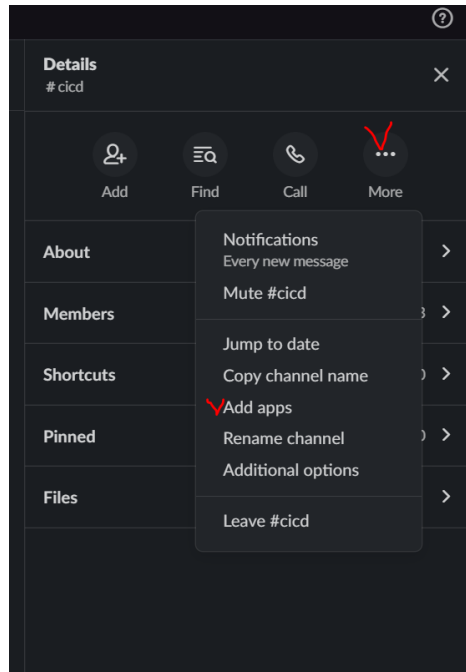 Details
# cicd
Add
Find
Call
More
About
Notifications
Every new message
Mute #cicd
Members
Jump to date
Shortcuts
Copy channel name
Add apps
Pinned
Rename channel
Additional options
Files
Leave #cicd